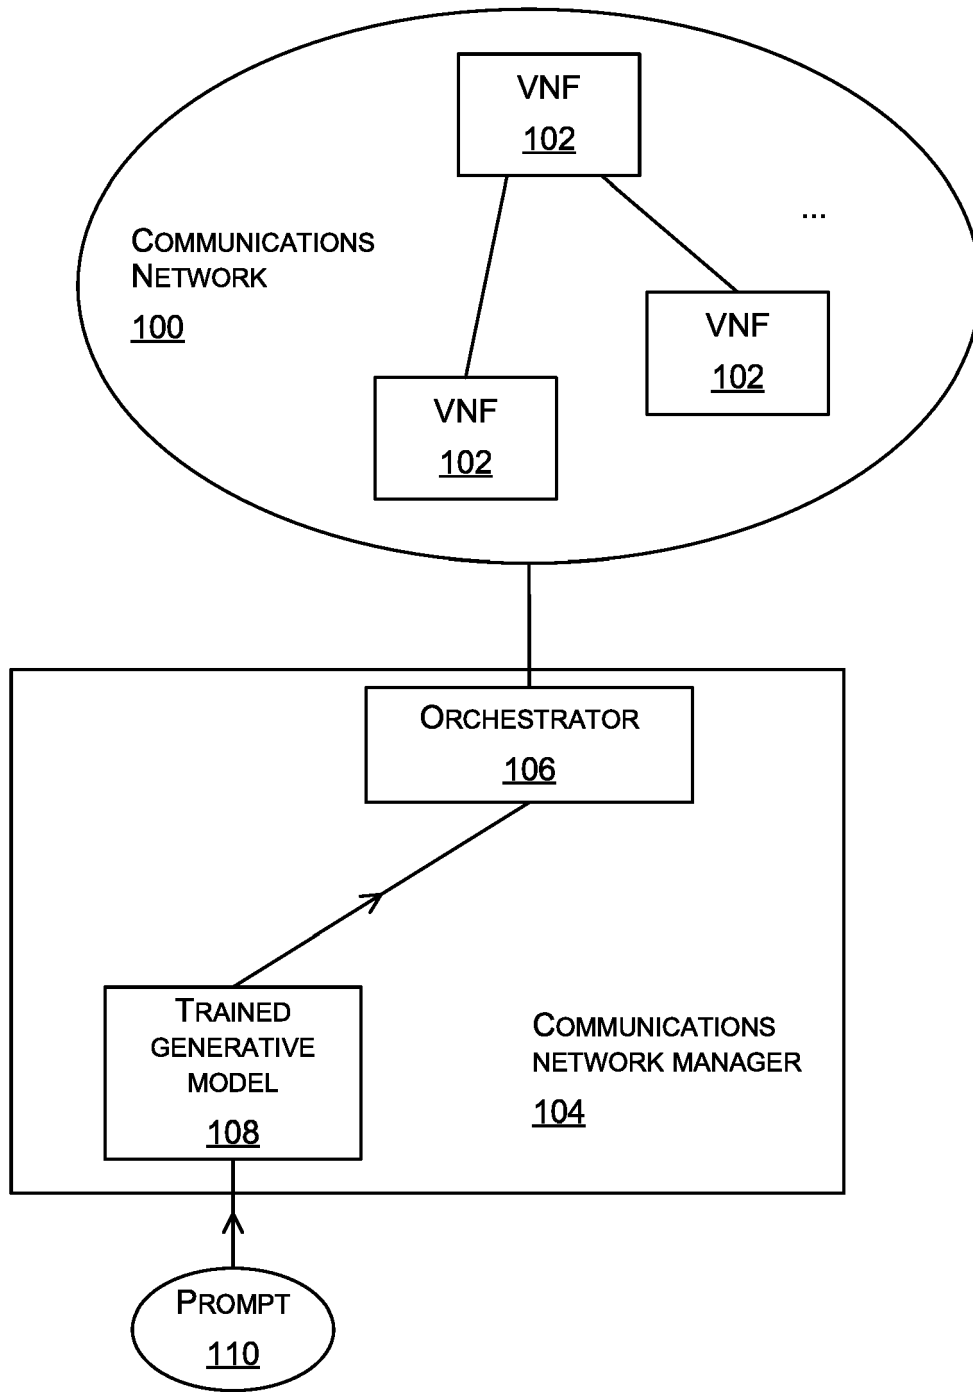 VNF
102
...
COMMUNICATIONS
NETWORK
100
VNF
102
VNF
102
ORCHESTRATOR
106
TRAINED
GENERATIVE
MODEL
108
COMMUNICATIONS
NETWORK MANAGER
104
PROMPT
110